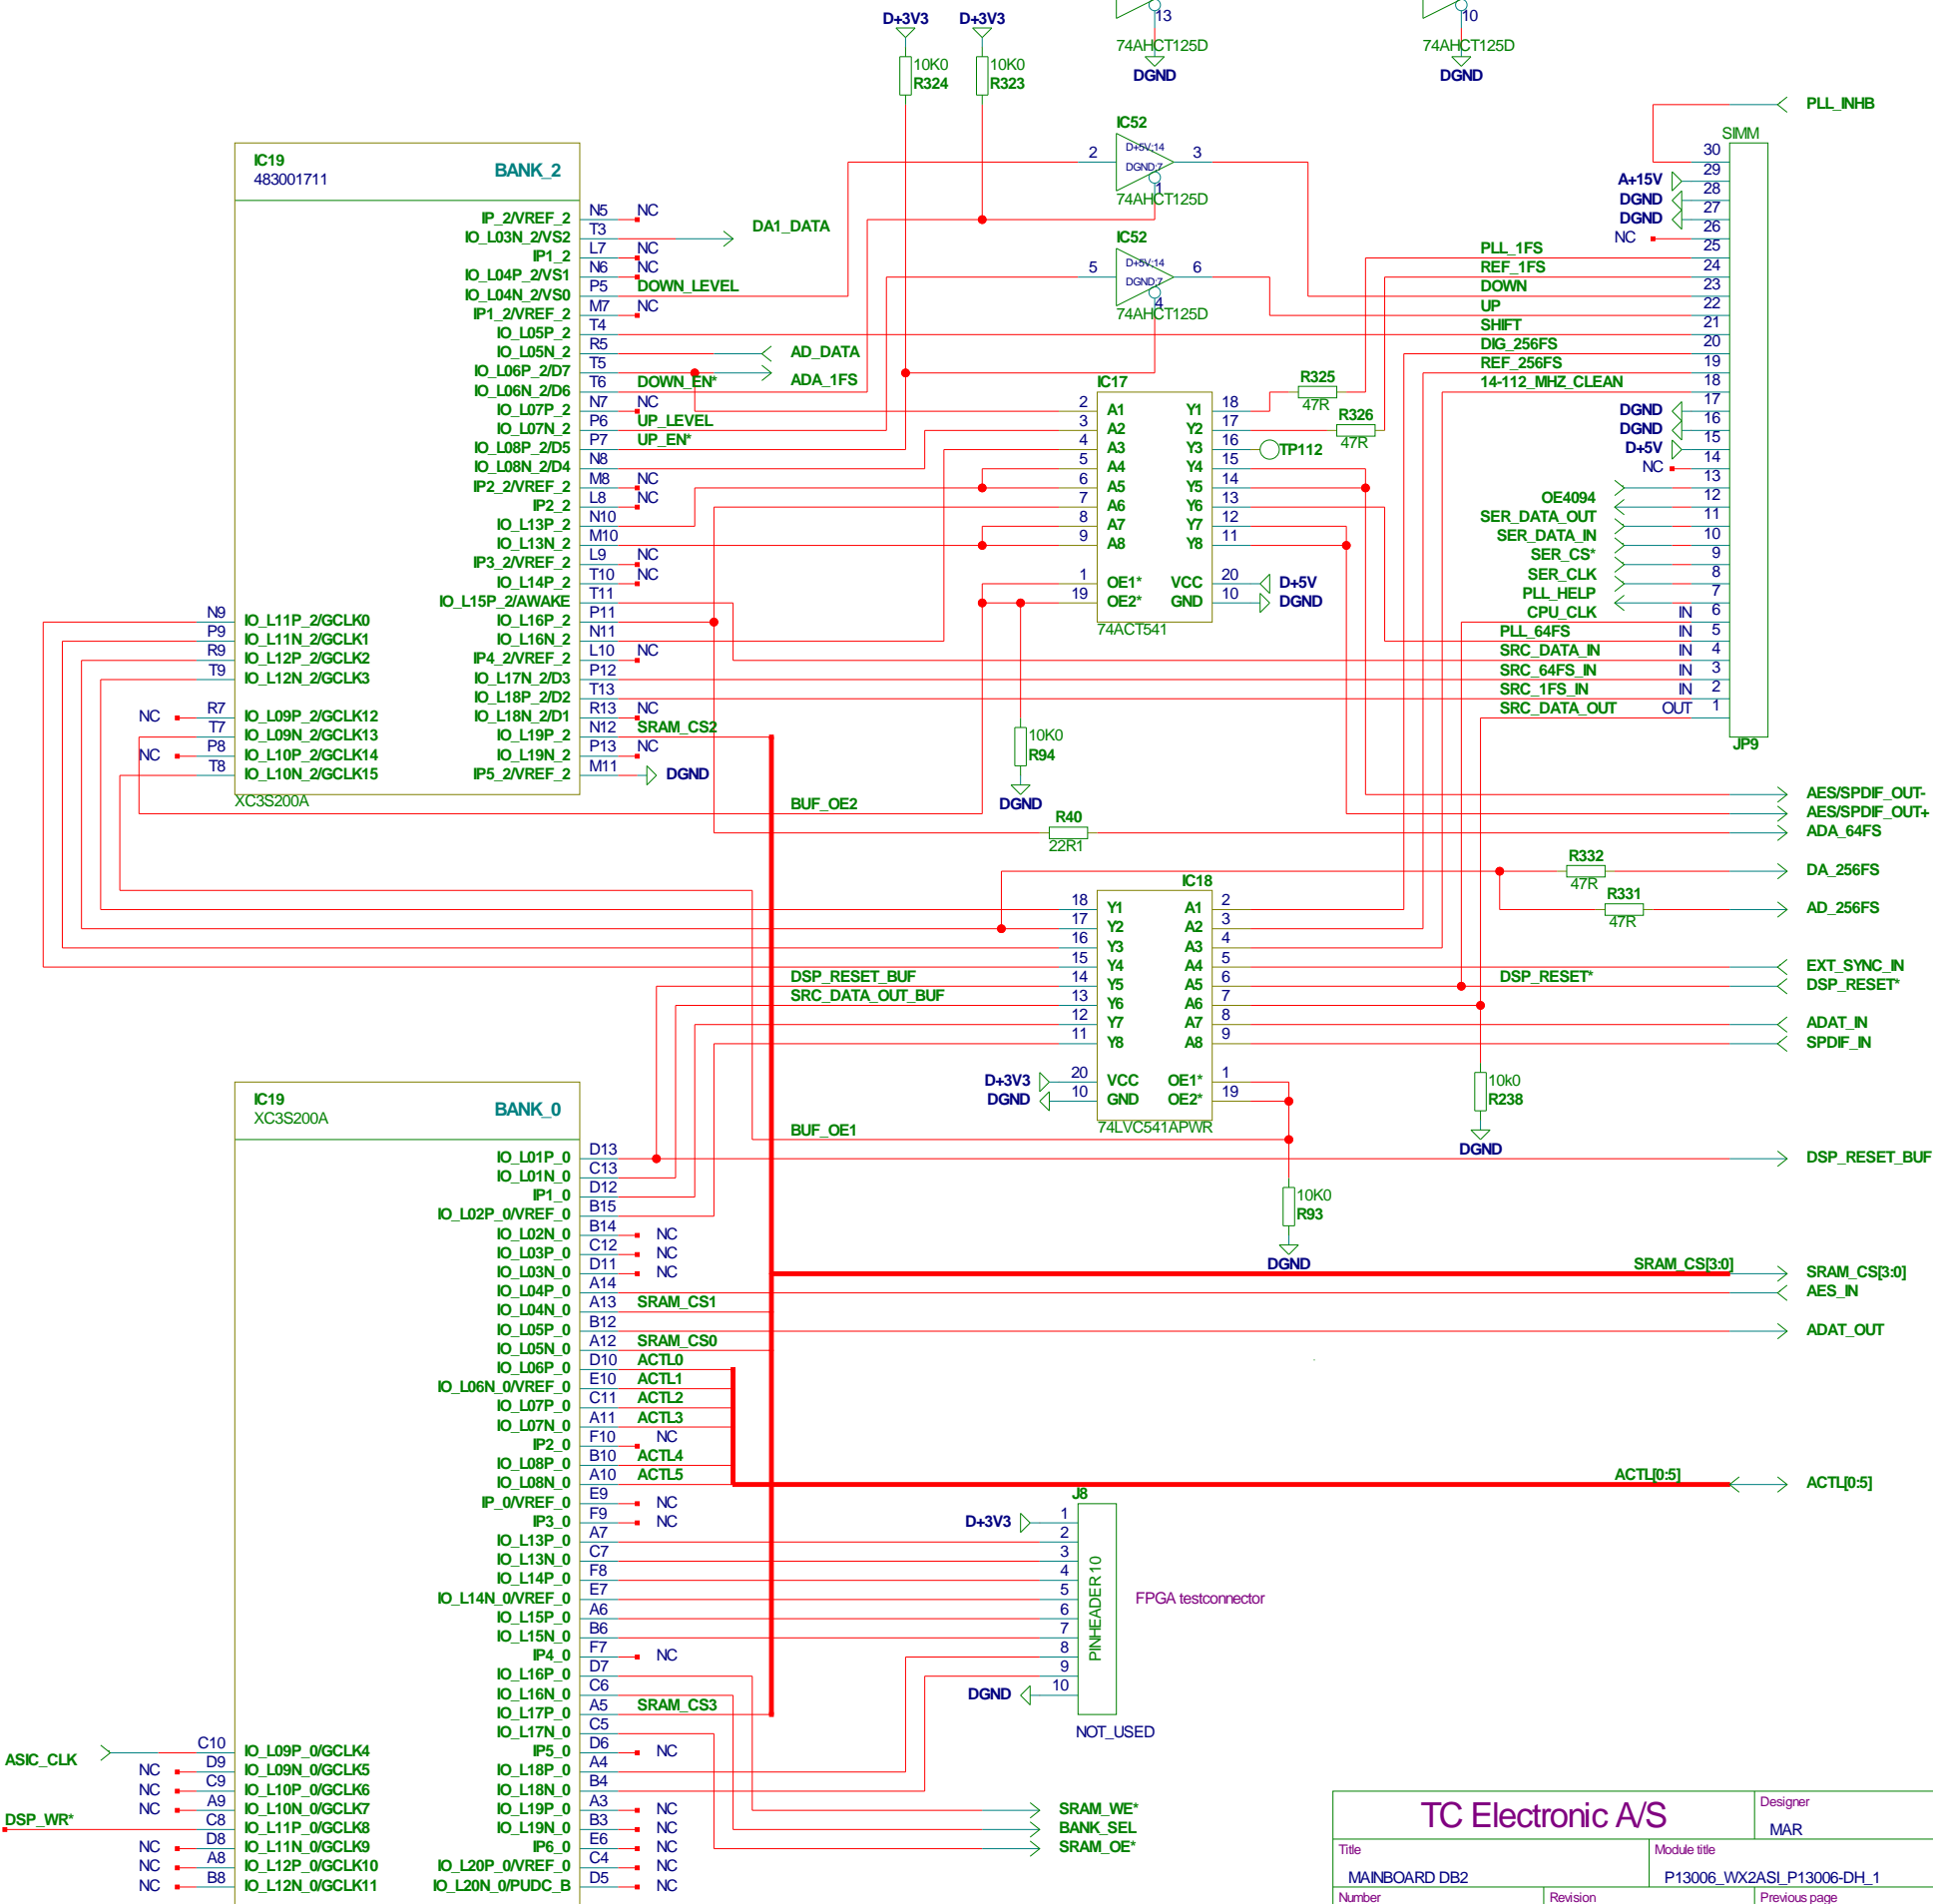 D+3V3 D+3V3
10K0 R324
10K0 R323
13
74AHCT125D
DGND
10
74AHCT125D
DGND
PLL_INHB
IC19
483001711
BANK_2
IP_2/VREF_2 N5 NC
IO_L03N_2/VS2 T3 DA1_DATA
IP1_2 L7 NC
IO_L04P_2/VS1 N6 NC
IO_L04N_2/VS0 P5 DOWN_LEVEL
IP1_2/VREF_2 M7 NC
IO_L05P_2 T4
IO_L05N_2 R5 AD_DATA
IO_L06P_2/D7 T5 ADA_1FS
IO_L06N_2/D6 T6 DOWN_EN*
IO_L07P_2 N7 NC
IO_L07N_2 P6 UP_LEVEL
IO_L08P_2/D5 P7 UP_EN*
IO_L08N_2/D4 N8
IP2_2/VREF_2 M8 NC
IP2_2 L8 NC
IO_L13P_2 N10
IO_L13N_2 M10
IP3_2/VREF_2 L9 NC
IO_L14P_2 T10 NC
IO_L15P_2/AWAKE T11
IO_L16P_2 P11
IO_L16N_2 N11
IP4_2/VREF_2 L10 NC
IO_L17N_2/D3 P12
IO_L18P_2/D2 T13
IO_L18N_2/D1 R13 NC
IO_L19P_2 N12 SRAM_CS2
IO_L19N_2 P13 NC
IP5_2/VREF_2 M11 DGND
N9 IO_L11P_2/GCLK0
P9 IO_L11N_2/GCLK1
R9 IO_L12P_2/GCLK2
T9 IO_L12N_2/GCLK3
NC R7 IO_L09P_2/GCLK12
T7 IO_L09N_2/GCLK13
NC P8 IO_L10P_2/GCLK14
T8 IO_L10N_2/GCLK15
XC3S200A
IC52
2 D+5V;14 3
DGND;7
1
74AHCT125D
IC52
5 D+5V;14 6
DGND;7
4
74AHCT125D
IC17
2 A1 Y1 18
3 A2 Y2 17
4 A3 Y3 16
5 A4 Y4 15
6 A5 Y5 14
7 A6 Y6 13
8 A7 Y7 12
9 A8 Y8 11
1 OE1* VCC 20 D+5V
19 OE2* GND 10 DGND
74ACT541
R325
47R
R326
47R
TP112
10K0
R94
DGND
SIMM
30
29
A+15V 28
DGND 27
DGND 26
NC 25
PLL_1FS 24
REF_1FS 23
DOWN 22
UP 21
SHIFT 20
DIG_256FS 19
REF_256FS 18
14-112_MHZ_CLEAN 17
DGND 16
DGND 15
D+5V 14
NC 13
OE4094 12
SER_DATA_OUT 11
SER_DATA_IN 10
SER_CS* 9
SER_CLK 8
PLL_HELP 7
CPU_CLK IN 6
PLL_64FS IN 5
SRC_DATA_IN IN 4
SRC_64FS_IN IN 3
SRC_1FS_IN IN 2
SRC_DATA_OUT OUT 1
JP9
BUF_OE2
R40
22R1
AES/SPDIF_OUT-
AES/SPDIF_OUT+
ADA_64FS
R332
47R
DA_256FS
R331
47R
AD_256FS
IC18
18 Y1 A1 2
17 Y2 A2 3
16 Y3 A3 4
15 Y4 A4 5
14 Y5 A5 6
13 Y6 A6 7
12 Y7 A7 8
11 Y8 A8 9
D+3V3 20 VCC OE1* 1
DGND 10 GND OE2* 19
74LVC541APWR
DSP_RESET_BUF
SRC_DATA_OUT_BUF
DSP_RESET*
EXT_SYNC_IN
DSP_RESET*
ADAT_IN
SPDIF_IN
10k0
R238
DGND
BUF_OE1
DSP_RESET_BUF
10K0
R93
DGND
IC19
XC3S200A
BANK_0
IO_L01P_0 D13
IO_L01N_0 C13
IP1_0 D12
IO_L02P_0/VREF_0 B15
IO_L02N_0 B14 NC
IO_L03P_0 C12 NC
IO_L03N_0 D11 NC
IO_L04P_0 A14
IO_L04N_0 A13 SRAM_CS1
IO_L05P_0 B12
IO_L05N_0 A12 SRAM_CS0
IO_L06P_0 D10 ACTL0
IO_L06N_0/VREF_0 E10 ACTL1
IO_L07P_0 C11 ACTL2
IO_L07N_0 A11 ACTL3
IP2_0 F10 NC
IO_L08P_0 B10 ACTL4
IO_L08N_0 A10 ACTL5
IP_0/VREF_0 E9 NC
IP3_0 F9 NC
IO_L13P_0 A7
IO_L13N_0 C7
IO_L14P_0 F8
IO_L14N_0/VREF_0 E7
IO_L15P_0 A6
IO_L15N_0 B6
IP4_0 F7 NC
IO_L16P_0 D7
IO_L16N_0 C6
IO_L17P_0 A5 SRAM_CS3
IO_L17N_0 C5
IP5_0 D6 NC
IO_L18P_0 A4
IO_L18N_0 B4
IO_L19P_0 A3 NC
IO_L19N_0 B3 NC
IP6_0 E6 NC
IO_L20P_0/VREF_0 C4 NC
IO_L20N_0/PUDC_B D5 NC
ASIC_CLK C10 IO_L09P_0/GCLK4
NC D9 IO_L09N_0/GCLK5
NC C9 IO_L10P_0/GCLK6
NC A9 IO_L10N_0/GCLK7
DSP_WR* C8 IO_L11P_0/GCLK8
NC D8 IO_L11N_0/GCLK9
NC A8 IO_L12P_0/GCLK10
NC B8 IO_L12N_0/GCLK11
SRAM_CS[3:0] SRAM_CS[3:0]
AES_IN
ADAT_OUT
ACTL[0:5] ACTL[0:5]
J8
D+3V3 1
2
3
4
5
6
7
8
9
DGND 10
PINHEADER10
FPGA testconnector
NOT_USED
SRAM_WE*
BANK_SEL
SRAM_OE*
TC Electronic A/S
Designer
MAR
Title
MAINBOARD DB2
Module title
P13006_WX2ASI_P13006-DH_1
Number Revision Previous page